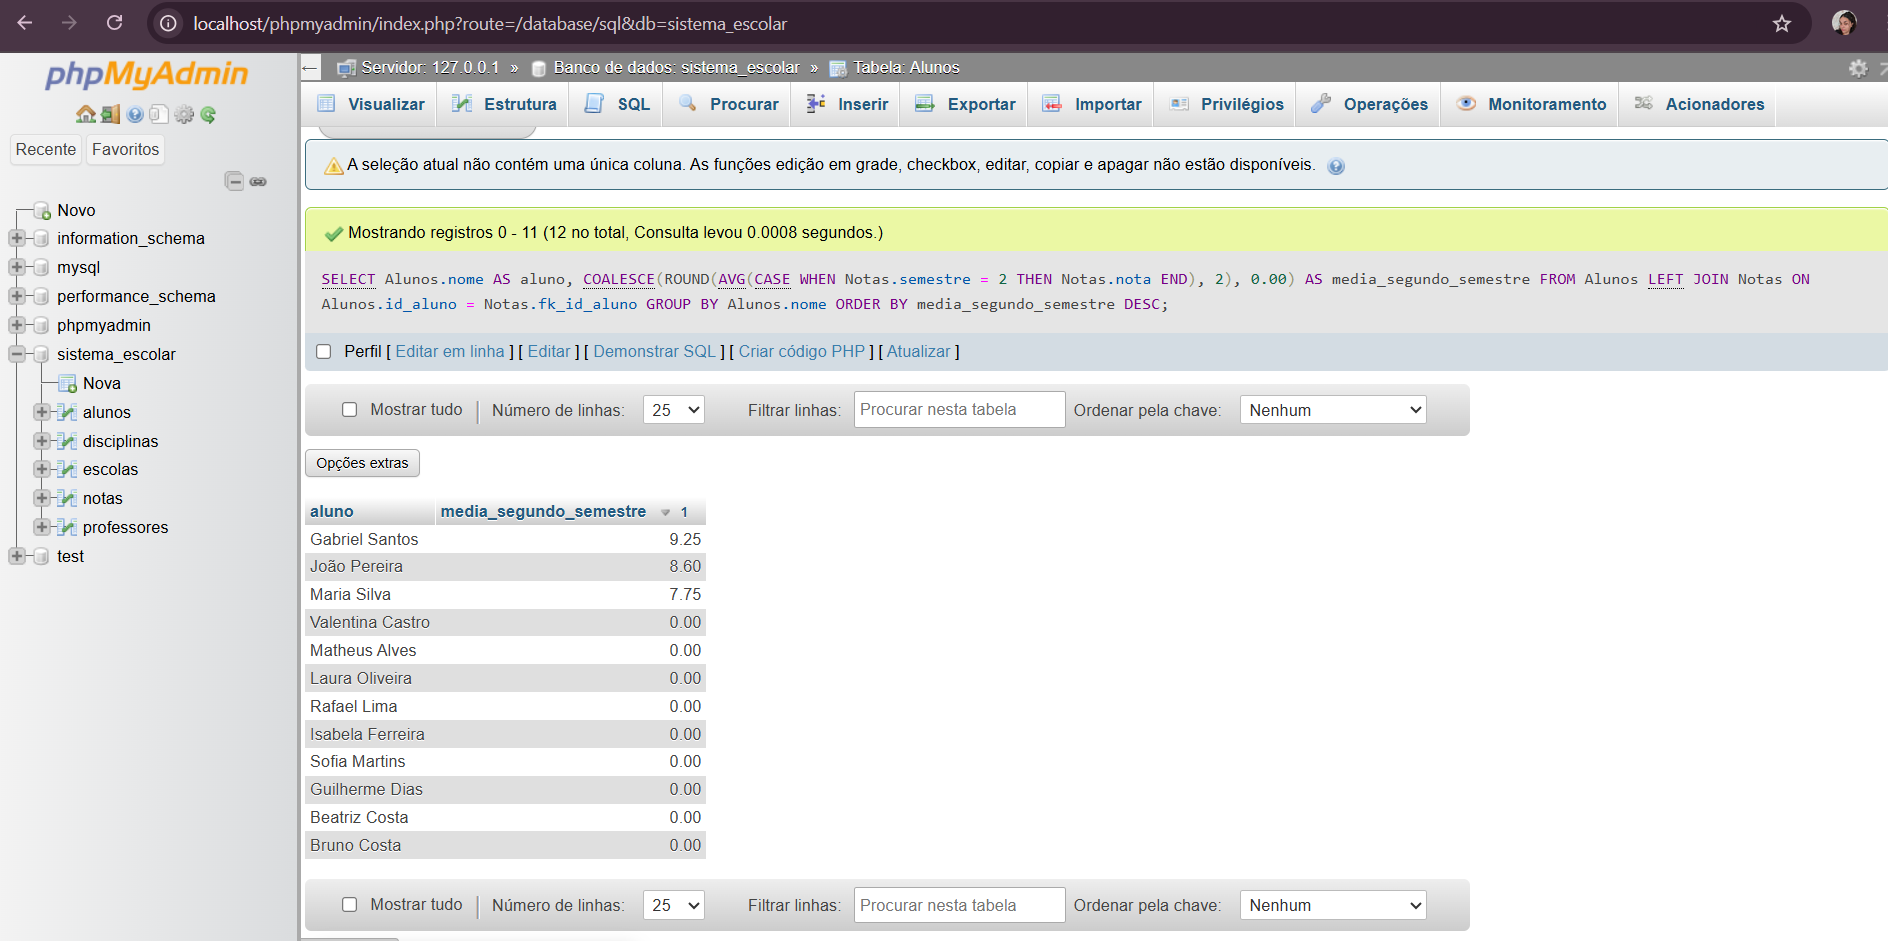 localhost/phpmyadmin/index.php?route=/database/sql&db=sistema_escolar
phpMyAdmin
Recente Favoritos
Novo
information_schema
mysql
performance_schema
phpmyadmin
sistema_escolar
Nova
alunos
disciplinas
escolas
notas
professores
test
Servidor: 127.0.0.1 » Banco de dados: sistema_escolar » Tabela: Alunos
Visualizar Estrutura SQL Procurar Inserir Exportar Importar Privilégios Operações Monitoramento Acionadores
A seleção atual não contém uma única coluna. As funções edição em grade, checkbox, editar, copiar e apagar não estão disponíveis.
Mostrando registros 0 - 11 (12 no total, Consulta levou 0.0008 segundos.)
SELECT Alunos.nome AS aluno, COALESCE(ROUND(AVG(CASE WHEN Notas.semestre = 2 THEN Notas.nota END), 2), 0.00) AS media_segundo_semestre FROM Alunos LEFT JOIN Notas ON
Alunos.id_aluno = Notas.fk_id_aluno GROUP BY Alunos.nome ORDER BY media_segundo_semestre DESC;
Perfil [ Editar em linha ] [ Editar ] [ Demonstrar SQL ] [ Criar código PHP ] [ Atualizar ]
Mostrar tudo | Número de linhas: 25 Filtrar linhas: Procurar nesta tabela Ordenar pela chave: Nenhum
Opções extras
aluno media_segundo_semestre 1
Gabriel Santos 9.25
João Pereira 8.60
Maria Silva 7.75
Valentina Castro 0.00
Matheus Alves 0.00
Laura Oliveira 0.00
Rafael Lima 0.00
Isabela Ferreira 0.00
Sofia Martins 0.00
Guilherme Dias 0.00
Beatriz Costa 0.00
Bruno Costa 0.00
Mostrar tudo | Número de linhas: 25 Filtrar linhas: Procurar nesta tabela Ordenar pela chave: Nenhum